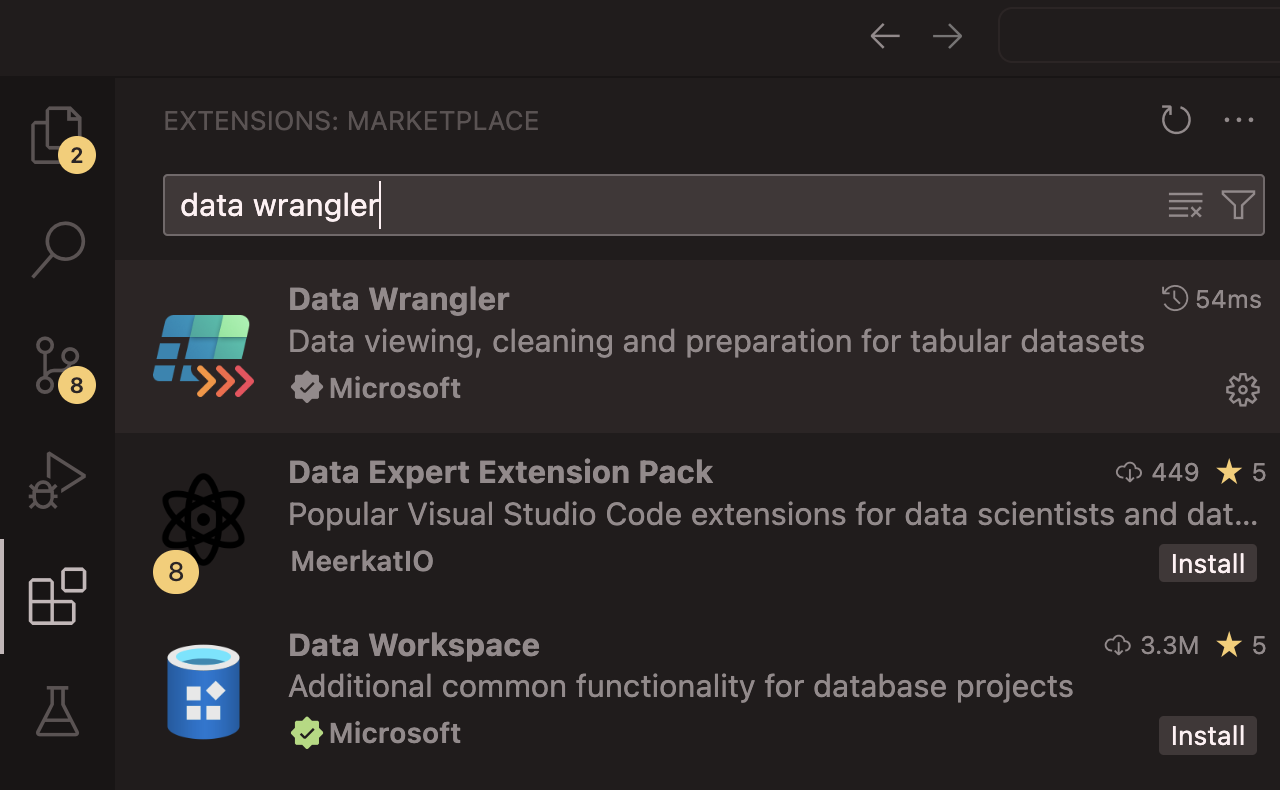 EXTENSIONS: MARKETPLACE
2
data wrangler
Data Wrangler
54ms
Data viewing, cleaning and preparation for tabular datasets
Microsoft
8
Data Expert Extension Pack
449
5
Popular Visual Studio Code extensions for data scientists and dat...
MeerkatIO
Install
8
Data Workspace
3.3M
5
Additional common functionality for database projects
Microsoft
Install